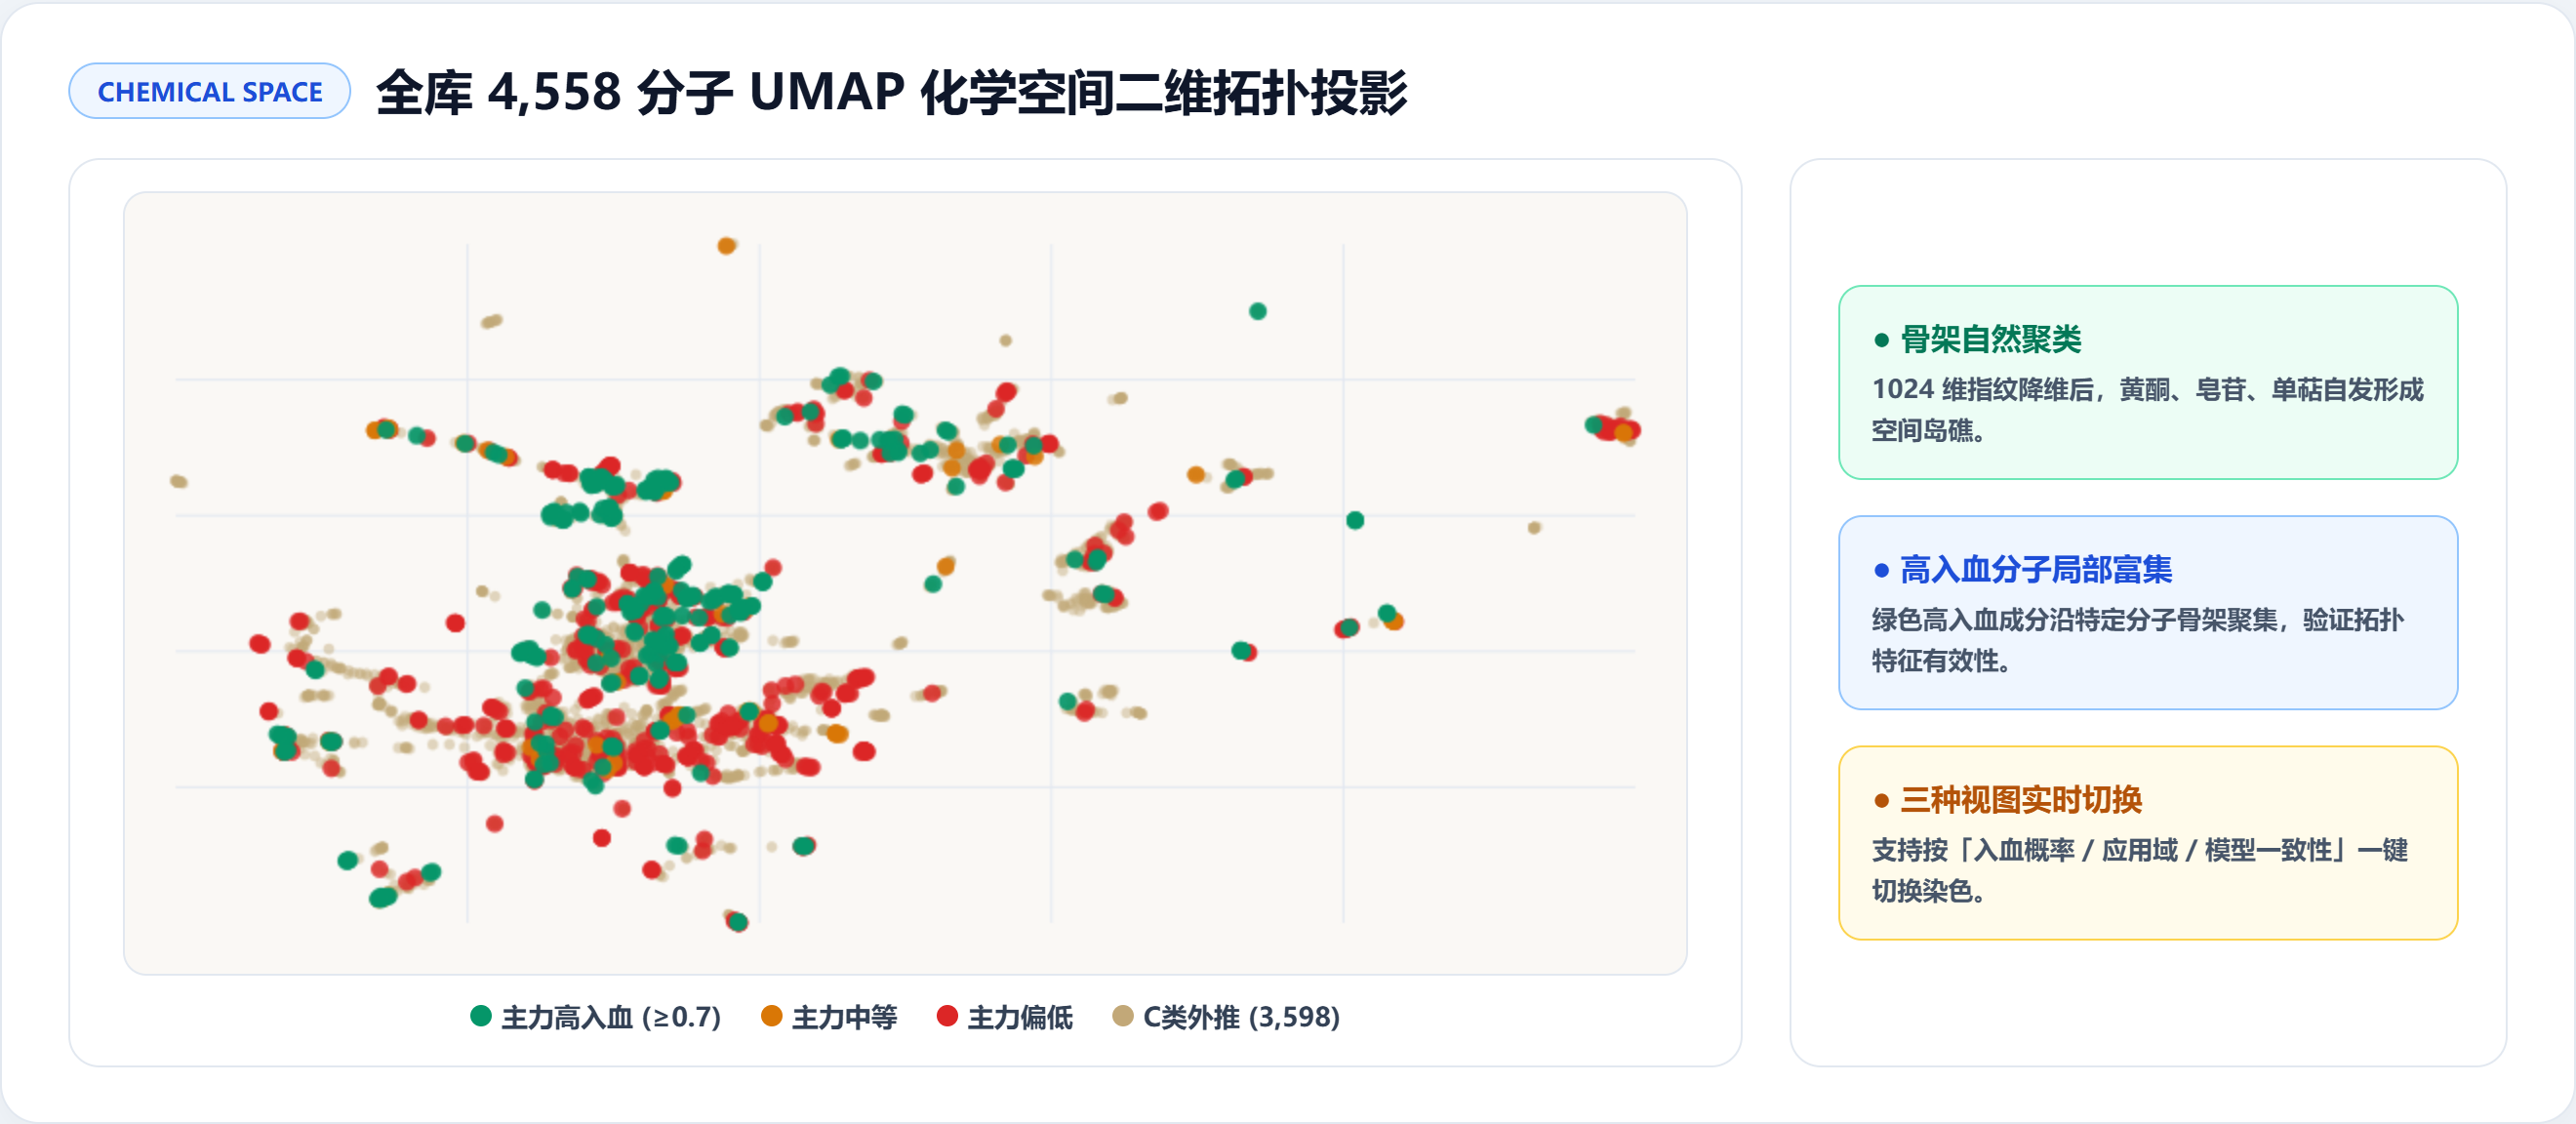 CHEMICAL SPACE
全库 4,558 分子 UMAP 化学空间二维拓扑投影
主力高入血 (≥0.7)
主力中等
主力偏低
C类外推 (3,598)
骨架自然聚类
1024 维指纹降维后，黄酮、皂苷、单萜自发形成
空间岛礁。
高入血分子局部富集
绿色高入血成分沿特定分子骨架聚集，验证拓扑
特征有效性。
三种视图实时切换
支持按「入血概率 / 应用域 / 模型一致性」一键
切换染色。